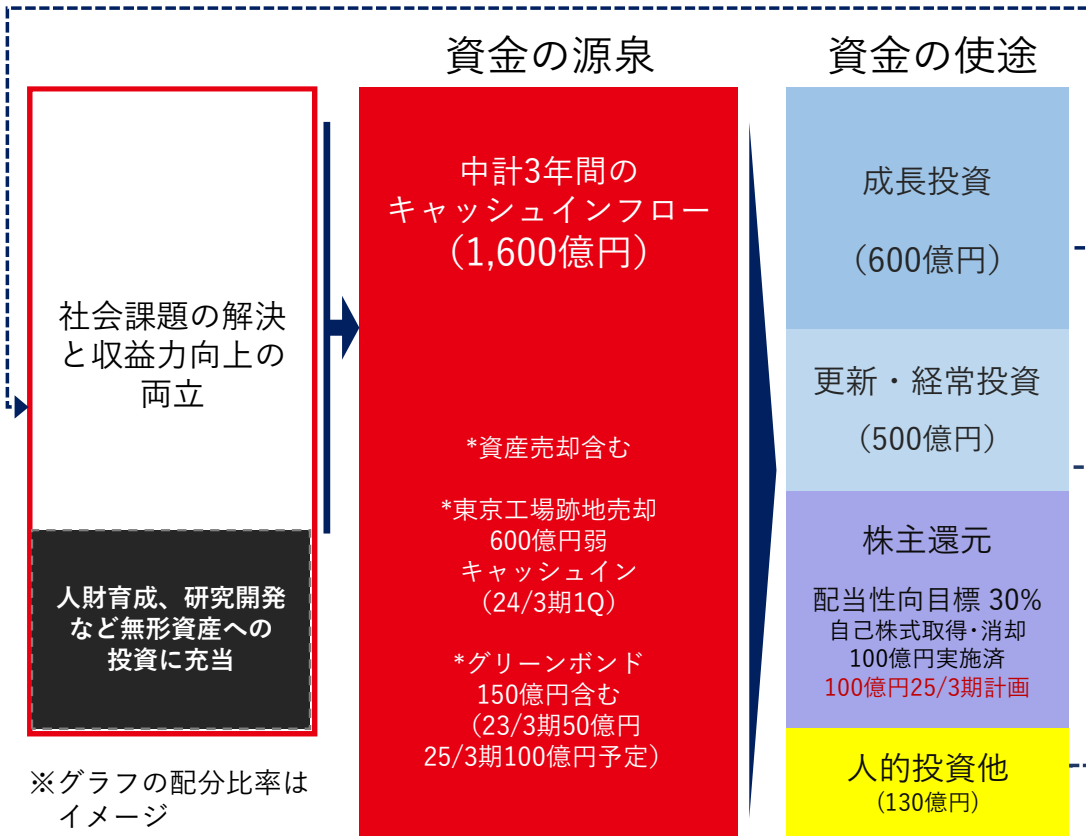 資金の源泉
資金の使途
社会課題の解決
と収益力向上の
両立
人財育成、研究開発
など無形資産への
投資に充当
※グラフの配分比率は
イメージ
中計3年間の
キャッシュインフロー
(1,600億円)
*資産売却含む
*東京工場跡地売却
600億円弱
キャッシュイン
(24/3期1Q)
*グリーンボンド
150億円含む
(23/3期50億円
25/3期100億円予定)
成長投資
(600億円)
更新・経常投資
(500億円)
株主還元
配当性向目標 30%
自己株式取得・消却
100億円実施済
100億円25/3期計画
人的投資他
(130億円)